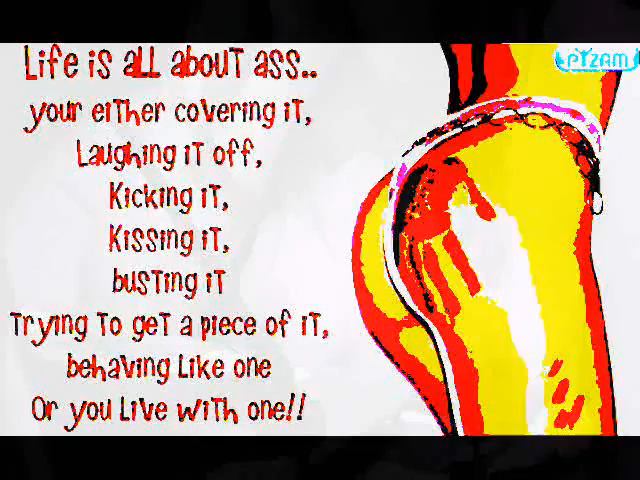 Life is all about ass..
your either covering it,
Laughing it off,
Kicking it,
Kissing it,
busting it
Trying to get a piece of it,
behaving like one
Or you Live with one!!
PYZAM